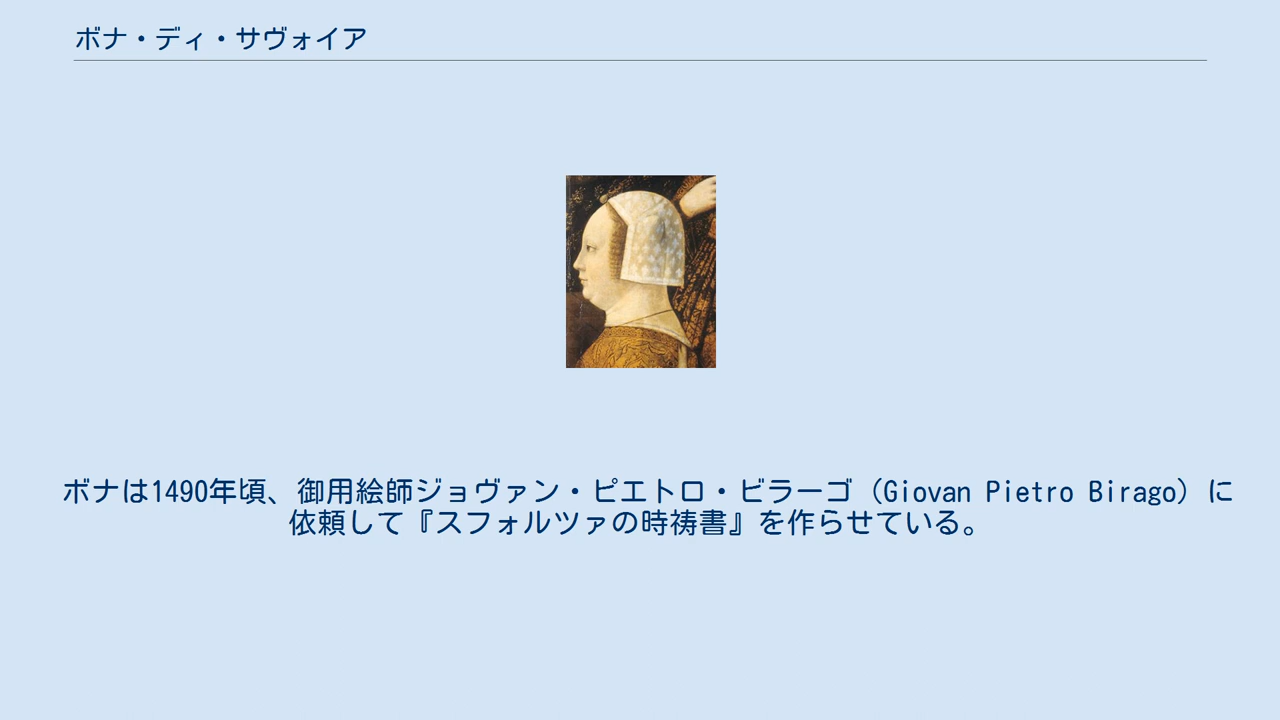 ボナ・ディ・サヴォイア
ボナは1490年頃、御用絵師ジョヴァン・ピエトロ・ビラーゴ（Giovan Pietro Birago）に
依頼して『スフォルツァの時祷書』を作らせている。